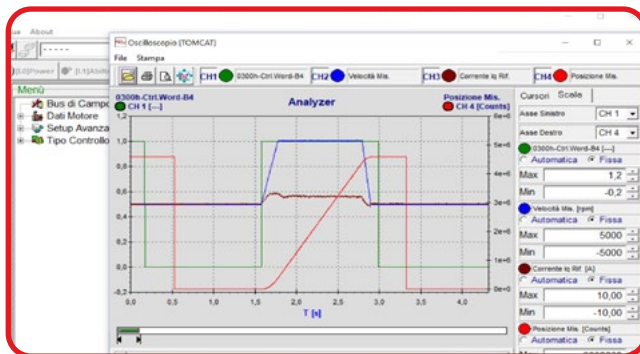 About
Oscilloscopio (TOMCAT)
File Stampa
CH1 0300h-Ctrl.Word-B4 CH2 Velocità Mis. CH3 Corrente Iq Rif. CH4 Posizione Mis.
Menù
Bus di Campo
Dati Motore
Setup Avanza
Tipo Controllo
0300h-Ctrl.Word-B4
CH 1 [---]
Analyzer
Posizione Mis.
CH 4 [Counts]
1,2
1,0
0,8
0,6
0,4
0,2
0,0
-0,2
6e+6
5e+6
4e+6
3e+6
2e+6
1e+6
0e+0
0,0 0,5 1,0 1,5 2,0 2,5 3,0 3,5 4,0
T [s]
Cursori Scale
Asse Sinistro CH 1
Asse Destro CH 4
0300h-Ctrl.Word-B4 [---]
Automatica Fissa
Max 1,2
Min -0,2
Velocità Mis. [rpm]
Automatica Fissa
Max 5000
Min -5000
Corrente Iq Rif. [A]
Automatica Fissa
Max 10,00
Min -10,00
Posizione Mis. [Counts]
Automatica Fissa